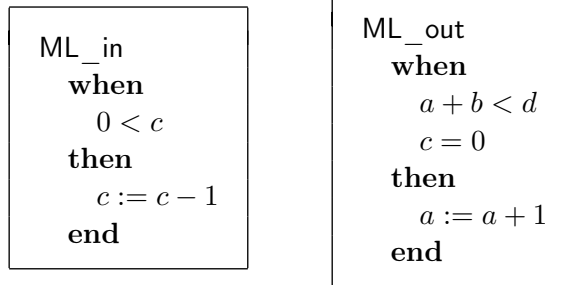 ML_in
when
0 < c
then
c := c − 1
end
ML_out
when
a + b < d
c = 0
then
a := a + 1
end